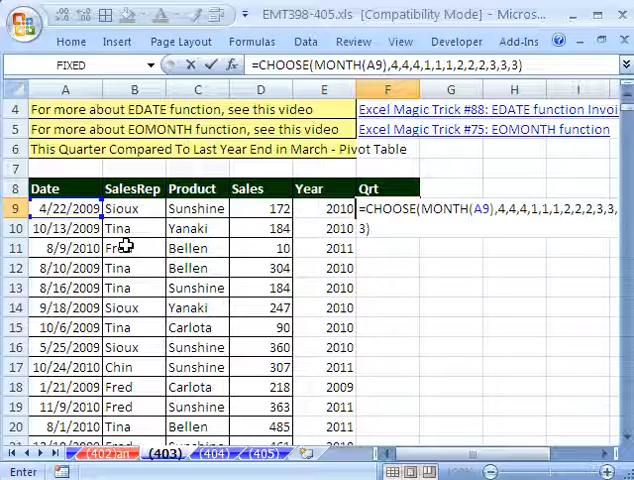 EMT398-405.xls [Compatibility Mode] - Micros...
Home Insert Page Layout Formulas Data Review View Developer Add-Ins
FIXED =CHOOSE(MONTH(A9),4,4,4,1,1,1,2,2,2,3,3,3)
A B C D E F G H I
4 For more about EDATE function, see this video Excel Magic Trick #88: EDATE function Invoi
5 For more about EOMONTH function, see this video Excel Magic Trick #75: EOMONTH function
6 This Quarter Compared To Last Year End in March - Pivot Table
7
8 Date SalesRep Product Sales Year Qrt
9 4/22/2009 Sioux Sunshine 172 2010 =CHOOSE(MONTH(A9),4,4,4,1,1,1,2,2,2,3,3,
10 10/13/2009 Tina Yanaki 184 2010 3)
11 8/9/2010 Fred Bellen 10 2011
12 8/10/2009 Tina Bellen 304 2010
13 8/16/2009 Tina Sunshine 184 2010
14 9/18/2009 Sioux Yanaki 247 2010
15 10/6/2009 Tina Carlota 90 2010
16 5/25/2009 Sioux Sunshine 360 2010
17 10/24/2010 Chin Sunshine 307 2011
18 1/21/2009 Fred Carlota 218 2009
19 11/9/2010 Fred Sunshine 363 2011
20 8/1/2010 Tina Bellen 485 2011
21
(402)an (403) (404) (405)
Enter